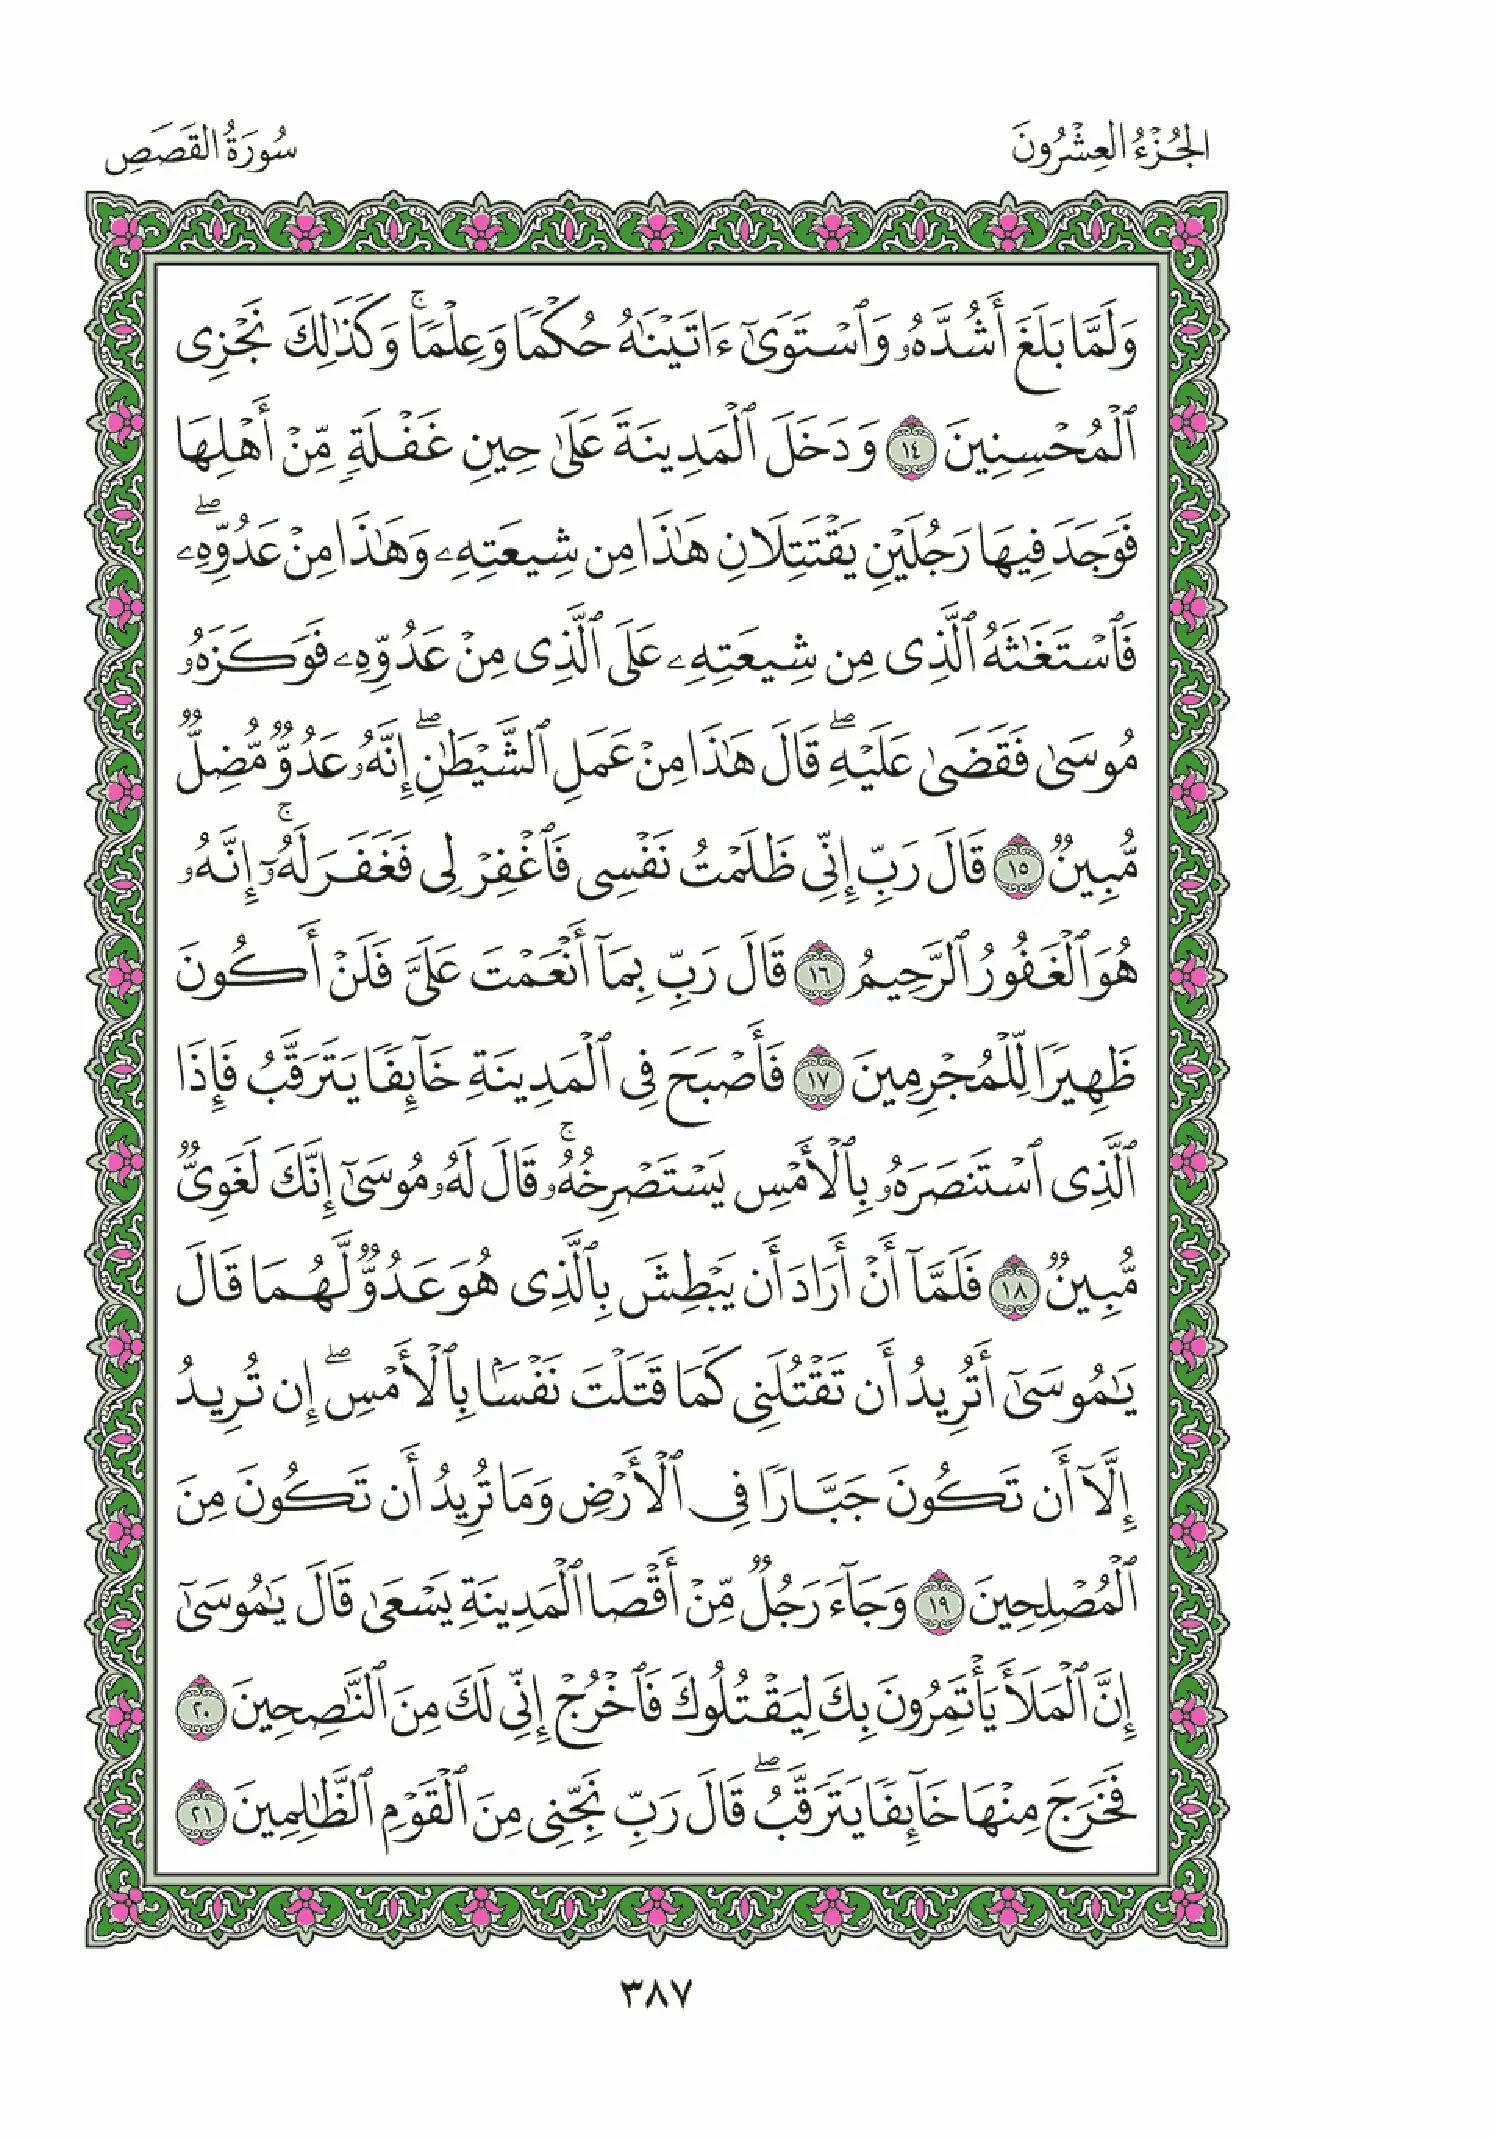 الجُزْءُ العِشْرُونَ
سُورَةُ القَصَصِ
وَلَمَّا بَلَغَ أَشُدَّهُۥ وَٱسْتَوَىٰٓ ءَاتَيْنَٰهُ حُكْمًا وَعِلْمًاۚ وَكَذَٰلِكَ نَجْزِى
ٱلْمُحْسِنِينَ ١٤ وَدَخَلَ ٱلْمَدِينَةَ عَلَىٰ حِينِ غَفْلَةٍ مِّنْ أَهْلِهَا
فَوَجَدَ فِيهَا رَجُلَيْنِ يَقْتَتِلَانِ هَٰذَا مِن شِيعَتِهِۦ وَهَٰذَا مِنْ عَدُوِّهِۦۖ
فَٱسْتَغَٰثَهُ ٱلَّذِى مِن شِيعَتِهِۦ عَلَى ٱلَّذِى مِنْ عَدُوِّهِۦ فَوَكَزَهُۥ
مُوسَىٰ فَقَضَىٰ عَلَيْهِۖ قَالَ هَٰذَا مِنْ عَمَلِ ٱلشَّيْطَٰنِۖ إِنَّهُۥ عَدُوٌّ مُّضِلٌّ
مُّبِينٌ ١٥ قَالَ رَبِّ إِنِّى ظَلَمْتُ نَفْسِى فَٱغْفِرْ لِى فَغَفَرَ لَهُۥٓۚ إِنَّهُۥ
هُوَ ٱلْغَفُورُ ٱلرَّحِيمُ ١٦ قَالَ رَبِّ بِمَآ أَنْعَمْتَ عَلَىَّ فَلَنْ أَكُونَ
ظَهِيرًا لِّلْمُجْرِمِينَ ١٧ فَأَصْبَحَ فِى ٱلْمَدِينَةِ خَآئِفًا يَتَرَقَّبُ فَإِذَا
ٱلَّذِى ٱسْتَنصَرَهُۥ بِٱلْأَمْسِ يَسْتَصْرِخُهُۥۚ قَالَ لَهُۥ مُوسَىٰٓ إِنَّكَ لَغَوِىٌّ
مُّبِينٌ ١٨ فَلَمَّآ أَنْ أَرَادَ أَن يَبْطِشَ بِٱلَّذِى هُوَ عَدُوٌّ لَّهُمَا قَالَ
يَٰمُوسَىٰٓ أَتُرِيدُ أَن تَقْتُلَنِى كَمَا قَتَلْتَ نَفْسًۢا بِٱلْأَمْسِۖ إِن تُرِيدُ
إِلَّآ أَن تَكُونَ جَبَّارًا فِى ٱلْأَرْضِ وَمَا تُرِيدُ أَن تَكُونَ مِنَ
ٱلْمُصْلِحِينَ ١٩ وَجَآءَ رَجُلٌ مِّنْ أَقْصَا ٱلْمَدِينَةِ يَسْعَىٰ قَالَ يَٰمُوسَىٰٓ
إِنَّ ٱلْمَلَأَ يَأْتَمِرُونَ بِكَ لِيَقْتُلُوكَ فَٱخْرُجْ إِنِّى لَكَ مِنَ ٱلنَّٰصِحِينَ ٢٠
فَخَرَجَ مِنْهَا خَآئِفًا يَتَرَقَّبُۖ قَالَ رَبِّ نَجِّنِى مِنَ ٱلْقَوْمِ ٱلظَّٰلِمِينَ ٢١
٣٨٧